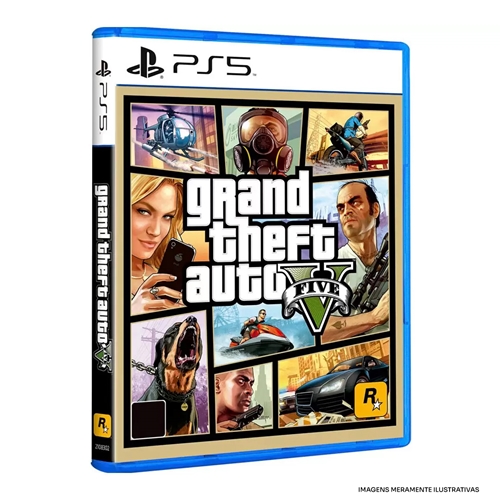 PS5
PS5
grand
theft
auto
FIVE
V
grand theft auto
V
R
R
IMAGENS MERAMENTE ILUSTRATIVAS